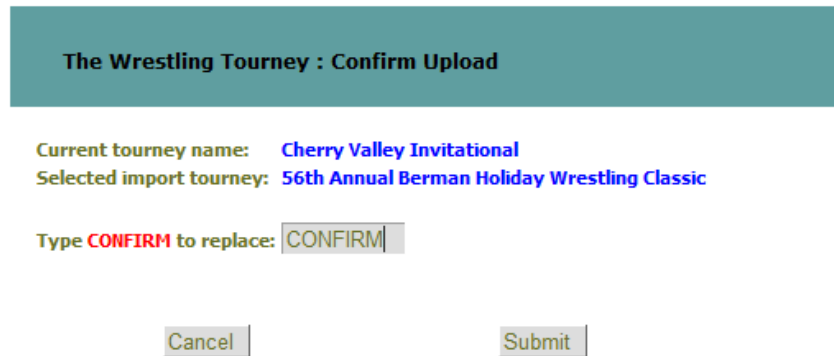 The Wrestling Tourney : Confirm Upload
Current tourney name: Cherry Valley Invitational
Selected import tourney: 56th Annual Berman Holiday Wrestling Classic
Type CONFIRM to replace: CONFIRM
Cancel Submit